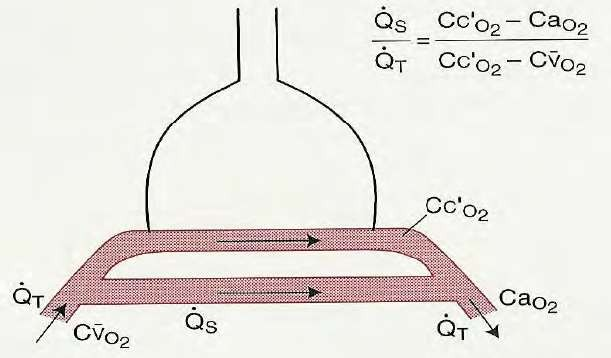 Q̇S/Q̇T = (Cc'O2 – CaO2)/(Cc'O2 – Cv̄O2)
Cc'O2
Q̇T
Cv̄O2
Q̇S
Q̇T
CaO2